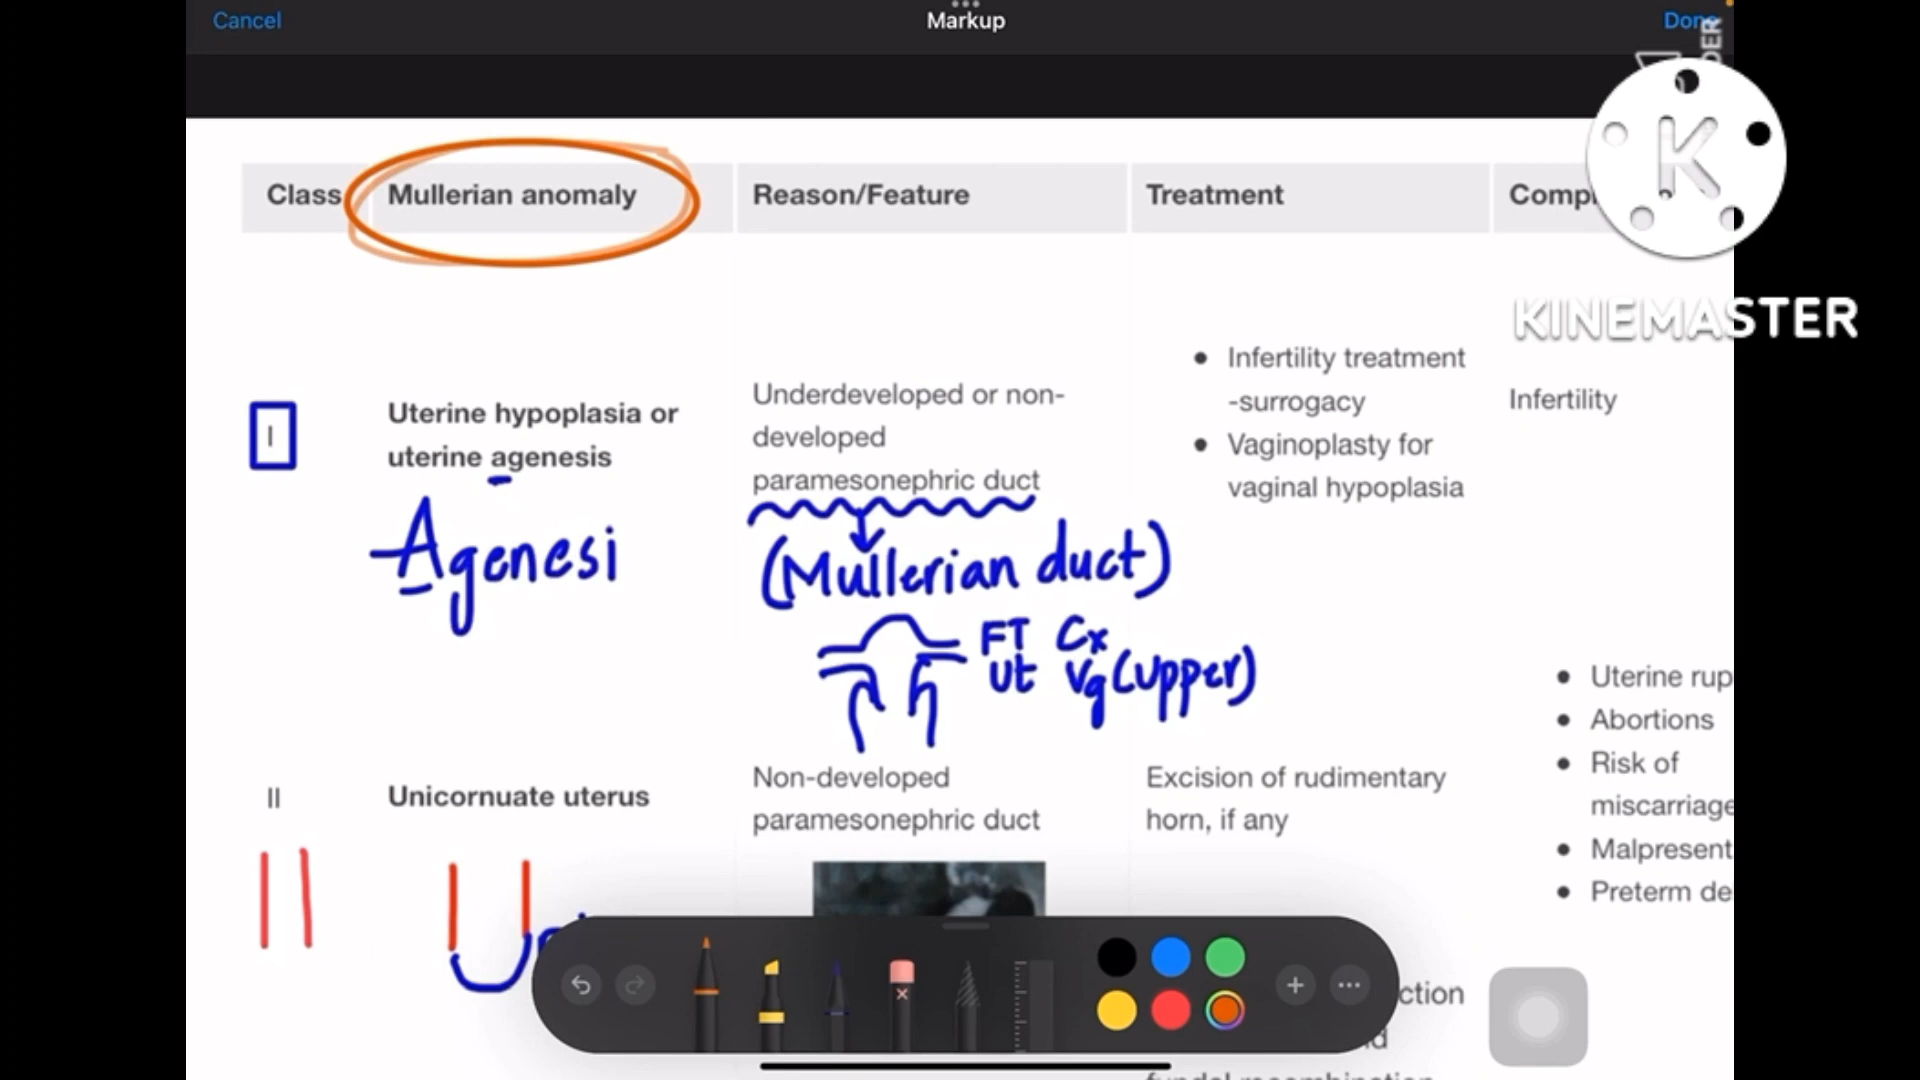 Cancel
Markup
Class
Mullerian anomaly
Reason/Feature
Treatment
K
KINEMASTER
I
Uterine hypoplasia or
uterine agenesis
Underdeveloped or non-
developed
paramesonephric duct
Infertility treatment
-surrogacy
Vaginoplasty for
vaginal hypoplasia
Infertility
Agenesi
(Mullerian duct)
FT Cx
Ut Vg (upper)
II
Unicornuate uterus
Non-developed
paramesonephric duct
Excision of rudimentary
horn, if any
Uterine rup
Abortions
Risk of
miscarriage
Malpresent
Preterm de
II
U
ction